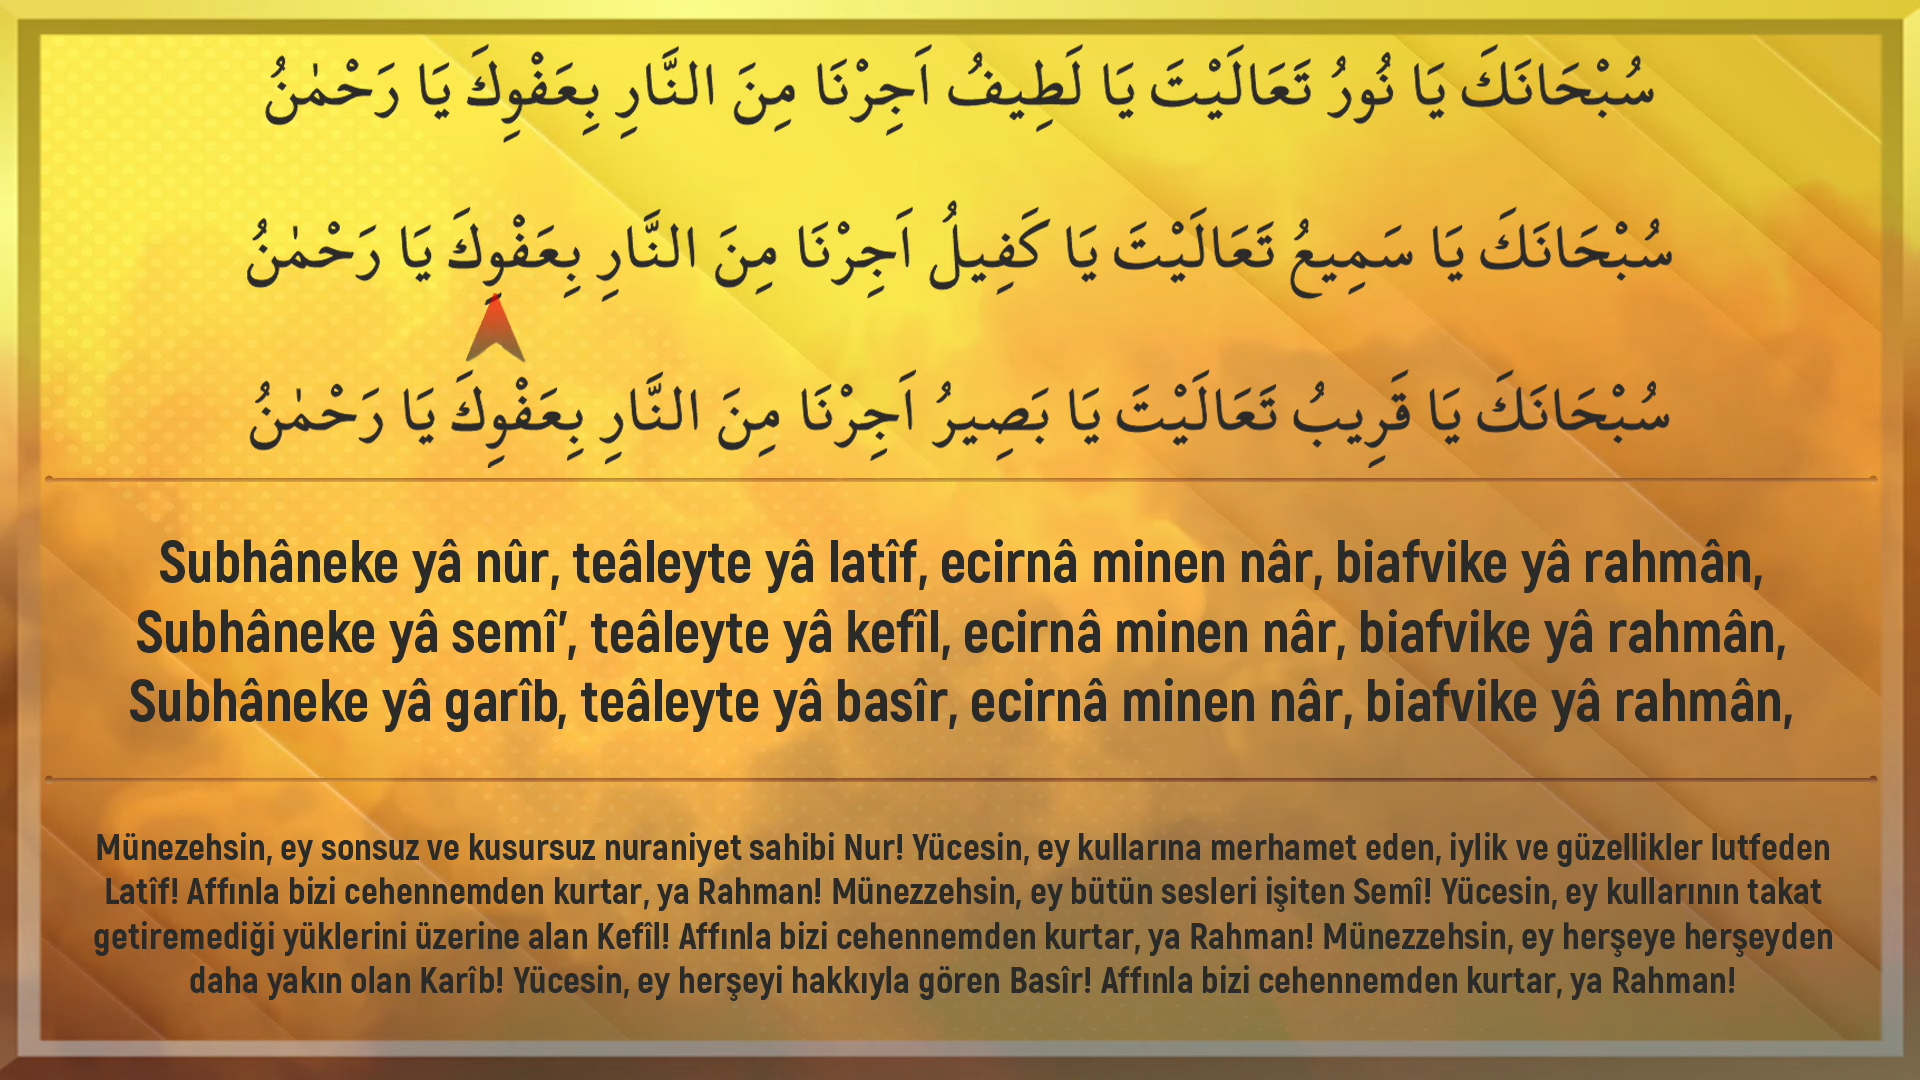 سُبْحَانَكَ يَا نُورُ تَعَالَيْتَ يَا لَطِيفُ اَجِرْنَا مِنَ النَّارِ بِعَفْوِكَ يَا رَحْمٰنُ
سُبْحَانَكَ يَا سَمِيعُ تَعَالَيْتَ يَا كَفِيلُ اَجِرْنَا مِنَ النَّارِ بِعَفْوِكَ يَا رَحْمٰنُ
سُبْحَانَكَ يَا قَرِيبُ تَعَالَيْتَ يَا بَصِيرُ اَجِرْنَا مِنَ النَّارِ بِعَفْوِكَ يَا رَحْمٰنُ
Subhâneke yâ nûr, teâleyte yâ latîf, ecirnâ minen nâr, biafvike yâ rahmân,
Subhâneke yâ semî’, teâleyte yâ kefîl, ecirnâ minen nâr, biafvike yâ rahmân,
Subhâneke yâ garîb, teâleyte yâ basîr, ecirnâ minen nâr, biafvike yâ rahmân,
Münezehsin, ey sonsuz ve kusursuz nuraniyet sahibi Nur! Yücesin, ey kullarına merhamet eden, iylik ve güzellikler lutfeden
Latîf! Affınla bizi cehennemden kurtar, ya Rahman! Münezzehsin, ey bütün sesleri işiten Semî! Yücesin, ey kullarının takat
getiremediği yüklerini üzerine alan Kefîl! Affınla bizi cehennemden kurtar, ya Rahman! Münezzehsin, ey herşeye herşeyden
daha yakın olan Karîb! Yücesin, ey herşeyi hakkıyla gören Basîr! Affınla bizi cehennemden kurtar, ya Rahman!